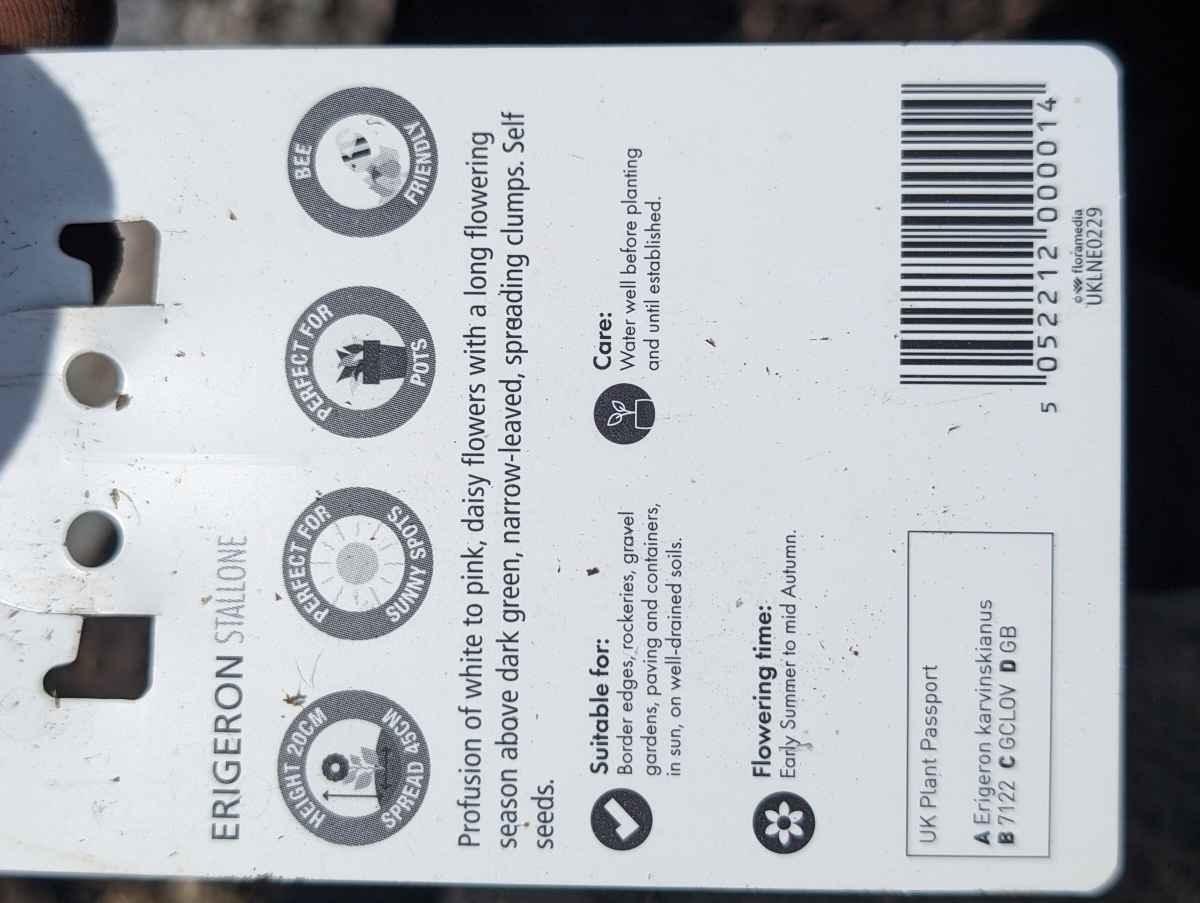 ERIGERON STALLONE
HEIGHT 20CM
SPREAD 45CM
PERFECT FOR
SUNNY SPOTS
PERFECT FOR
POTS
BEE
FRIENDLY
Profusion of white to pink, daisy flowers with a long flowering
season above dark green, narrow-leaved, spreading clumps. Self
seeds.
Suitable for:
Border edges, rockeries, gravel
gardens, paving and containers,
in sun, on well-drained soils.
Care:
Water well before planting
and until established.
Flowering time:
Early Summer to mid Autumn.
UK Plant Passport
A Erigeron karvinskianus
B 7122 C GCLOV D GB
5 052212 000014
© floramedia
UKLNE0229